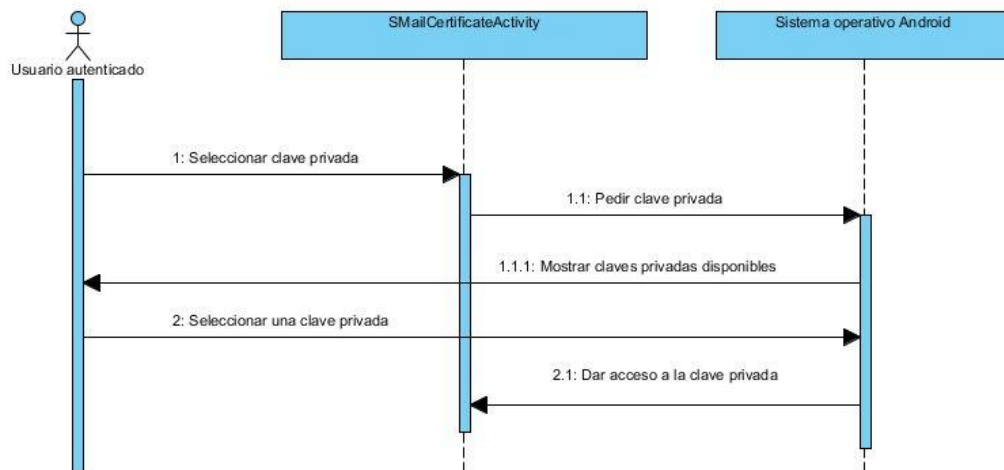 SMailCertificateActivity
Sistema operativo Android
Usuario autenticado
1: Seleccionar clave privada
1.1: Pedir clave privada
1.1.1: Mostrar claves privadas disponibles
2: Seleccionar una clave privada
2.1: Dar acceso a la clave privada